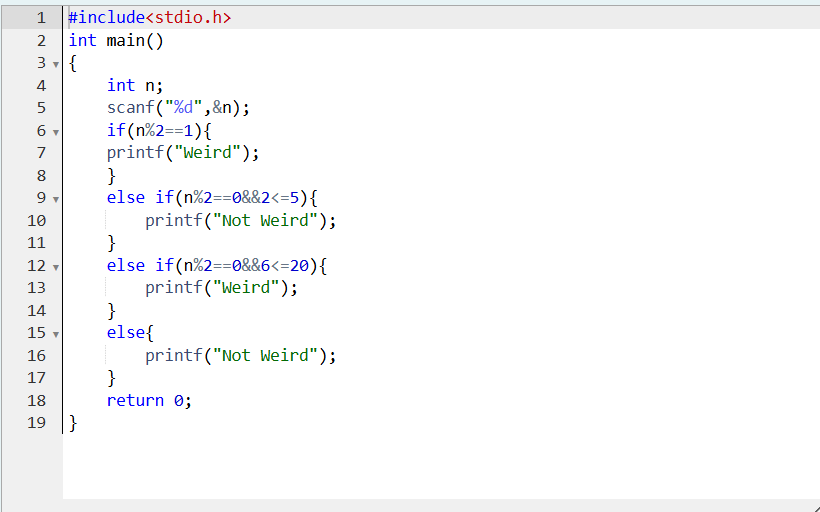 1 #include<stdio.h>
2 int main()
3 {
4 int n;
5 scanf("%d",&n);
6 if(n%2==1){
7 printf("Weird");
8 }
9 else if(n%2==0&&2<=5){
10 printf("Not Weird");
11 }
12 else if(n%2==0&&6<=20){
13 printf("Weird");
14 }
15 else{
16 printf("Not Weird");
17 }
18 return 0;
19 }